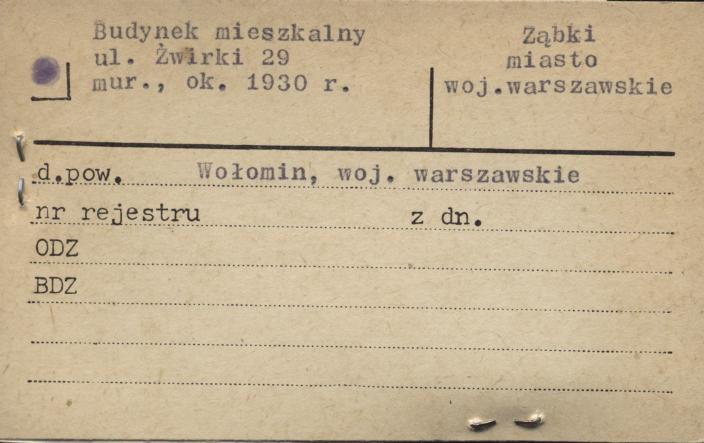 Budynek mieszkalny
ul. Żwirki 29
mur., ok. 1930 r.
Ząbki
miasto
woj.warszawskie
d.pow. Wołomin, woj. warszawskie
nr rejestru z dn.
ODZ
BDZ